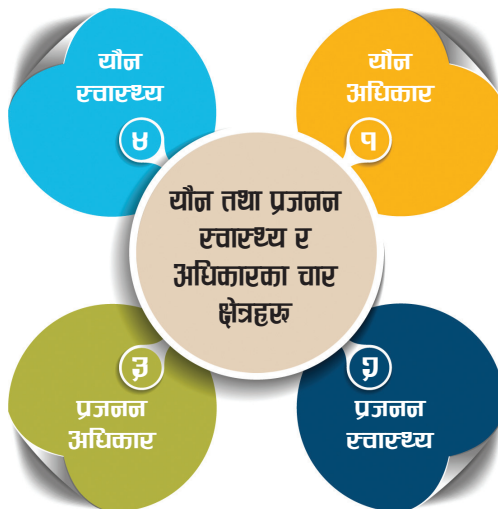 यौन
स्वास्थ्य
४
यौन
अधिकार
१
यौन तथा प्रजनन
स्वास्थ्य र
अधिकारका चार
क्षेत्रहरू
३
प्रजनन
अधिकार
२
प्रजनन
स्वास्थ्य